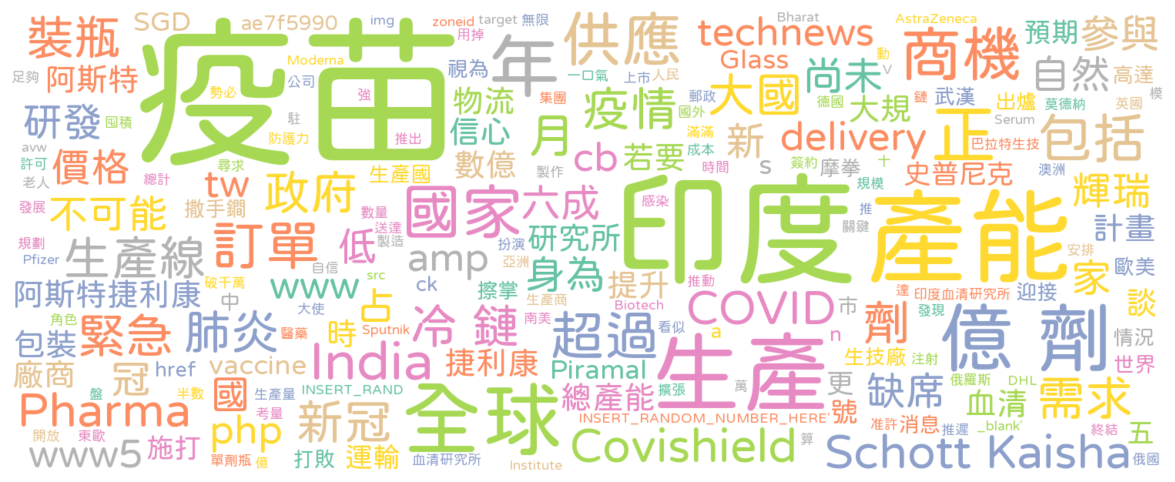 裝瓶 SGD ae7f5990 img zoneid target 無限 Bharat AstraZeneca 預期 參與
疫苗 用掉 年 供應 technews 商機 動
足夠 阿斯特 Moderna 公司 視為 一口氣 上市 人民 Glass 尚未 V 自然 高達
勢必 強 物流 集團 疫情 郵政 大國 德國 大規 鏈 武漢 出爐 莫德納 英國 模
研發 囤積 駐 防護力 推出 信心 國外 滿滿 delivery 正 Serum 包括
avw 許可 價格 尋求 數億 月 cb 若要 成本 新 簽約 十 巴拉特生技
老人 總計 tw 政府 生產國 製作 時間 s 摩拳 史普尼克 澳洲 輝瑞
發展 不可能 撒手鐧 數量 國家 六成 感染 印度 規模 產能
訂單 送達 製造 低 扮演 研究所 推 關鍵 計畫
規劃 Pfizer 生產線 自信 amp 亞洲 身為 安排 家 歐美
破千萬 www src ck 擦掌 提升 推動 達 印度血清研究所 迎接
阿斯特捷利康 中 大使 占 生產商 Biotech COVID 市 發現 談
角色 緊急 肺炎 醫藥 時 Sputnik 冷 鏈 南美 超過 看似 a n 劑 億 劑 情況
包裝 href vaccine India 捷利康 Piramal 生產 生技廠 注射 世界
廠商 冠 國 生產量 INSERT_RAND 總產能 擴張 萬 更 缺席 俄羅斯 DHL 需求
盤 半數 考量 全球 INSERT_RANDOM_NUMBER_HERE 號 血清
Pharma 東歐 php 新冠 准許 消息 _blank' 終結 五
www5 開放 施打 單劑瓶 億 打敗 運輸 血清研究所 Institute Covishield 算 推遲 Schott Kaisha 俄國